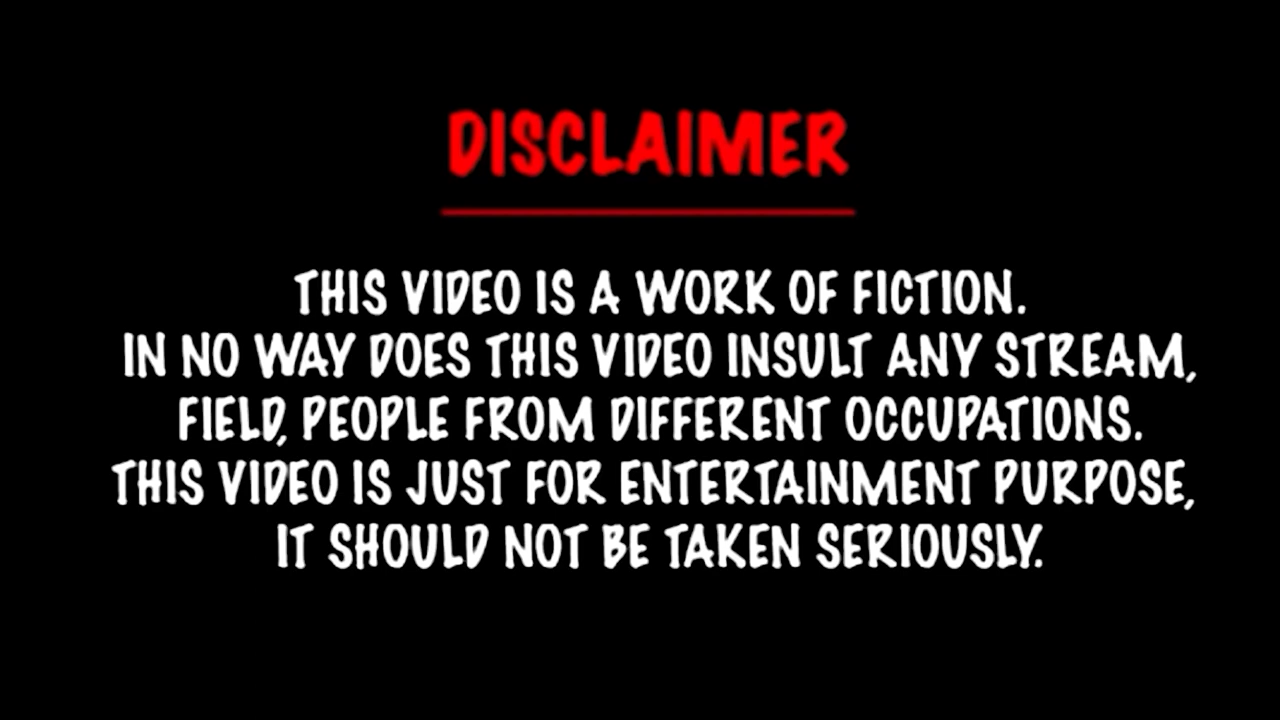 DISCLAIMER
THIS VIDEO IS A WORK OF FICTION.
IN NO WAY DOES THIS VIDEO INSULT ANY STREAM,
FIELD, PEOPLE FROM DIFFERENT OCCUPATIONS.
THIS VIDEO IS JUST FOR ENTERTAINMENT PURPOSE,
IT SHOULD NOT BE TAKEN SERIOUSLY.